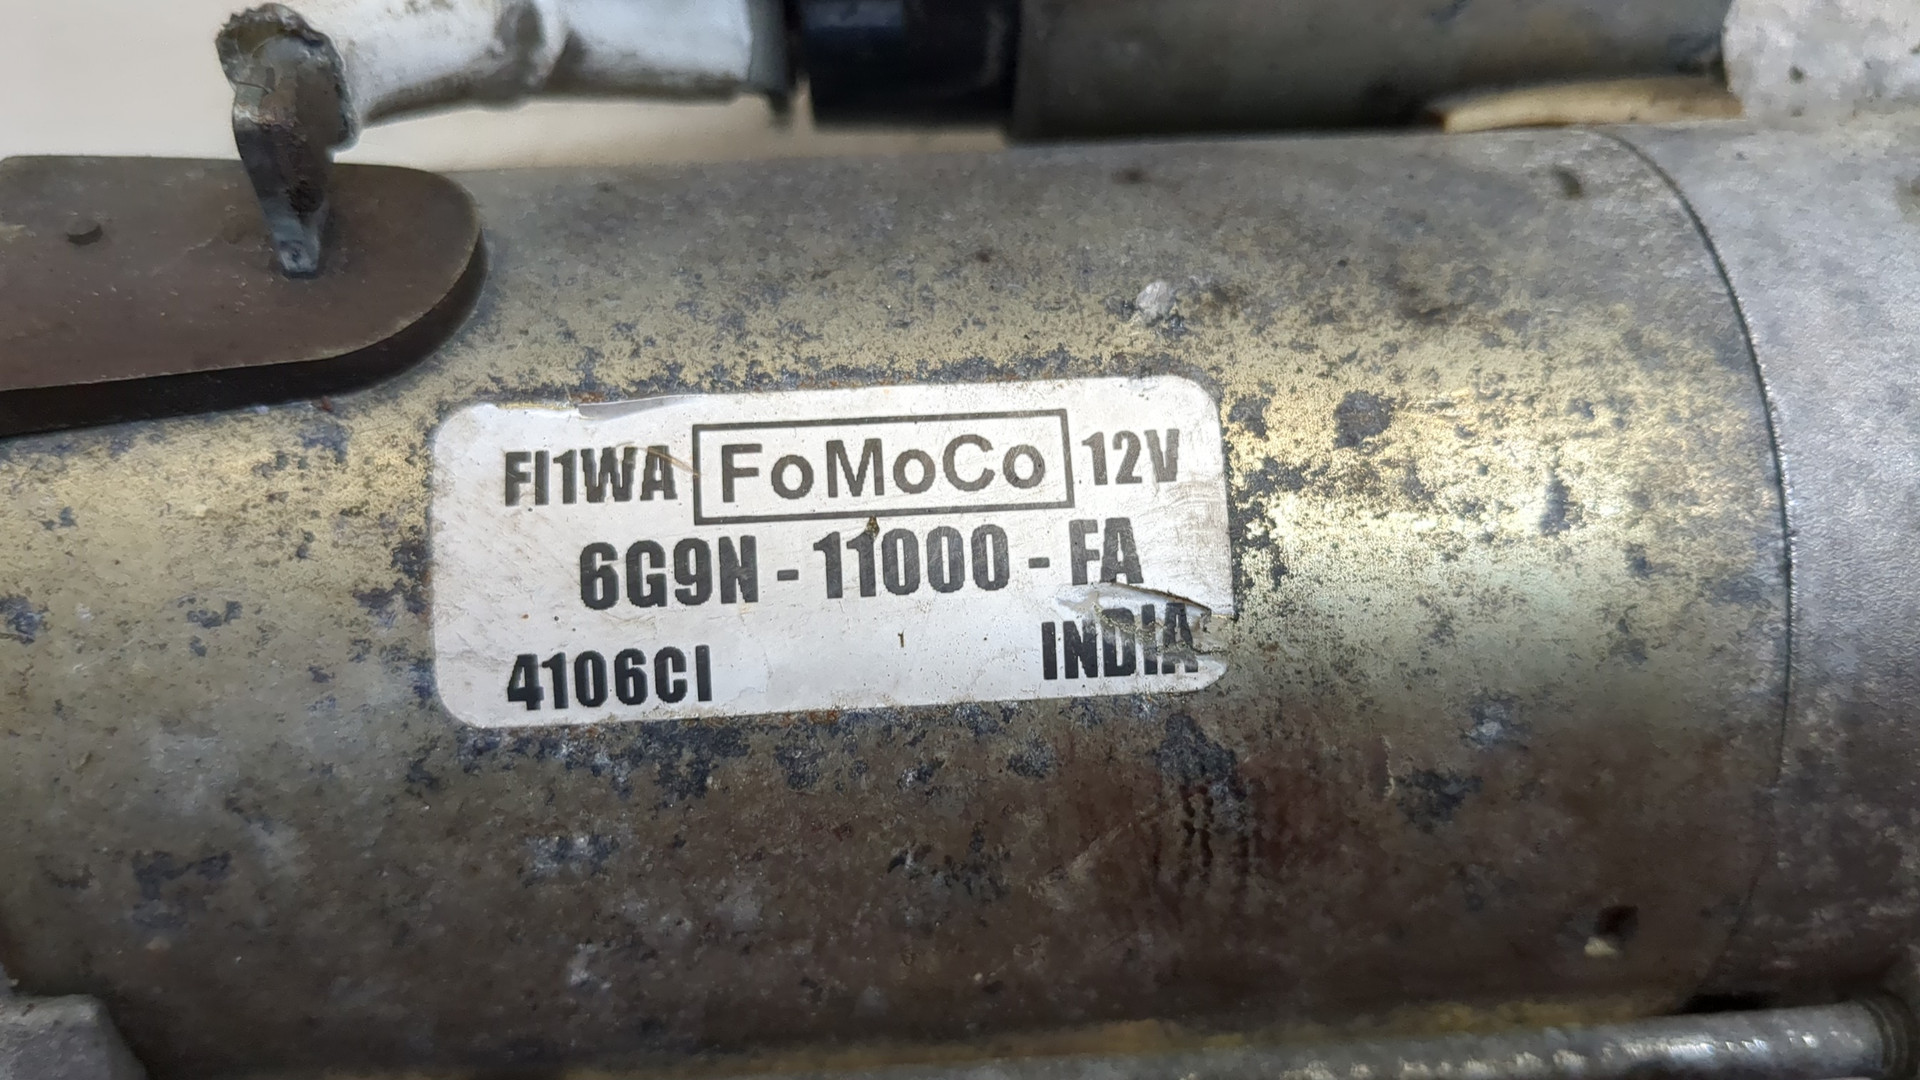 FI1WA FoMoCo 12V
6G9N - 11000 - FA
4106CI INDIA